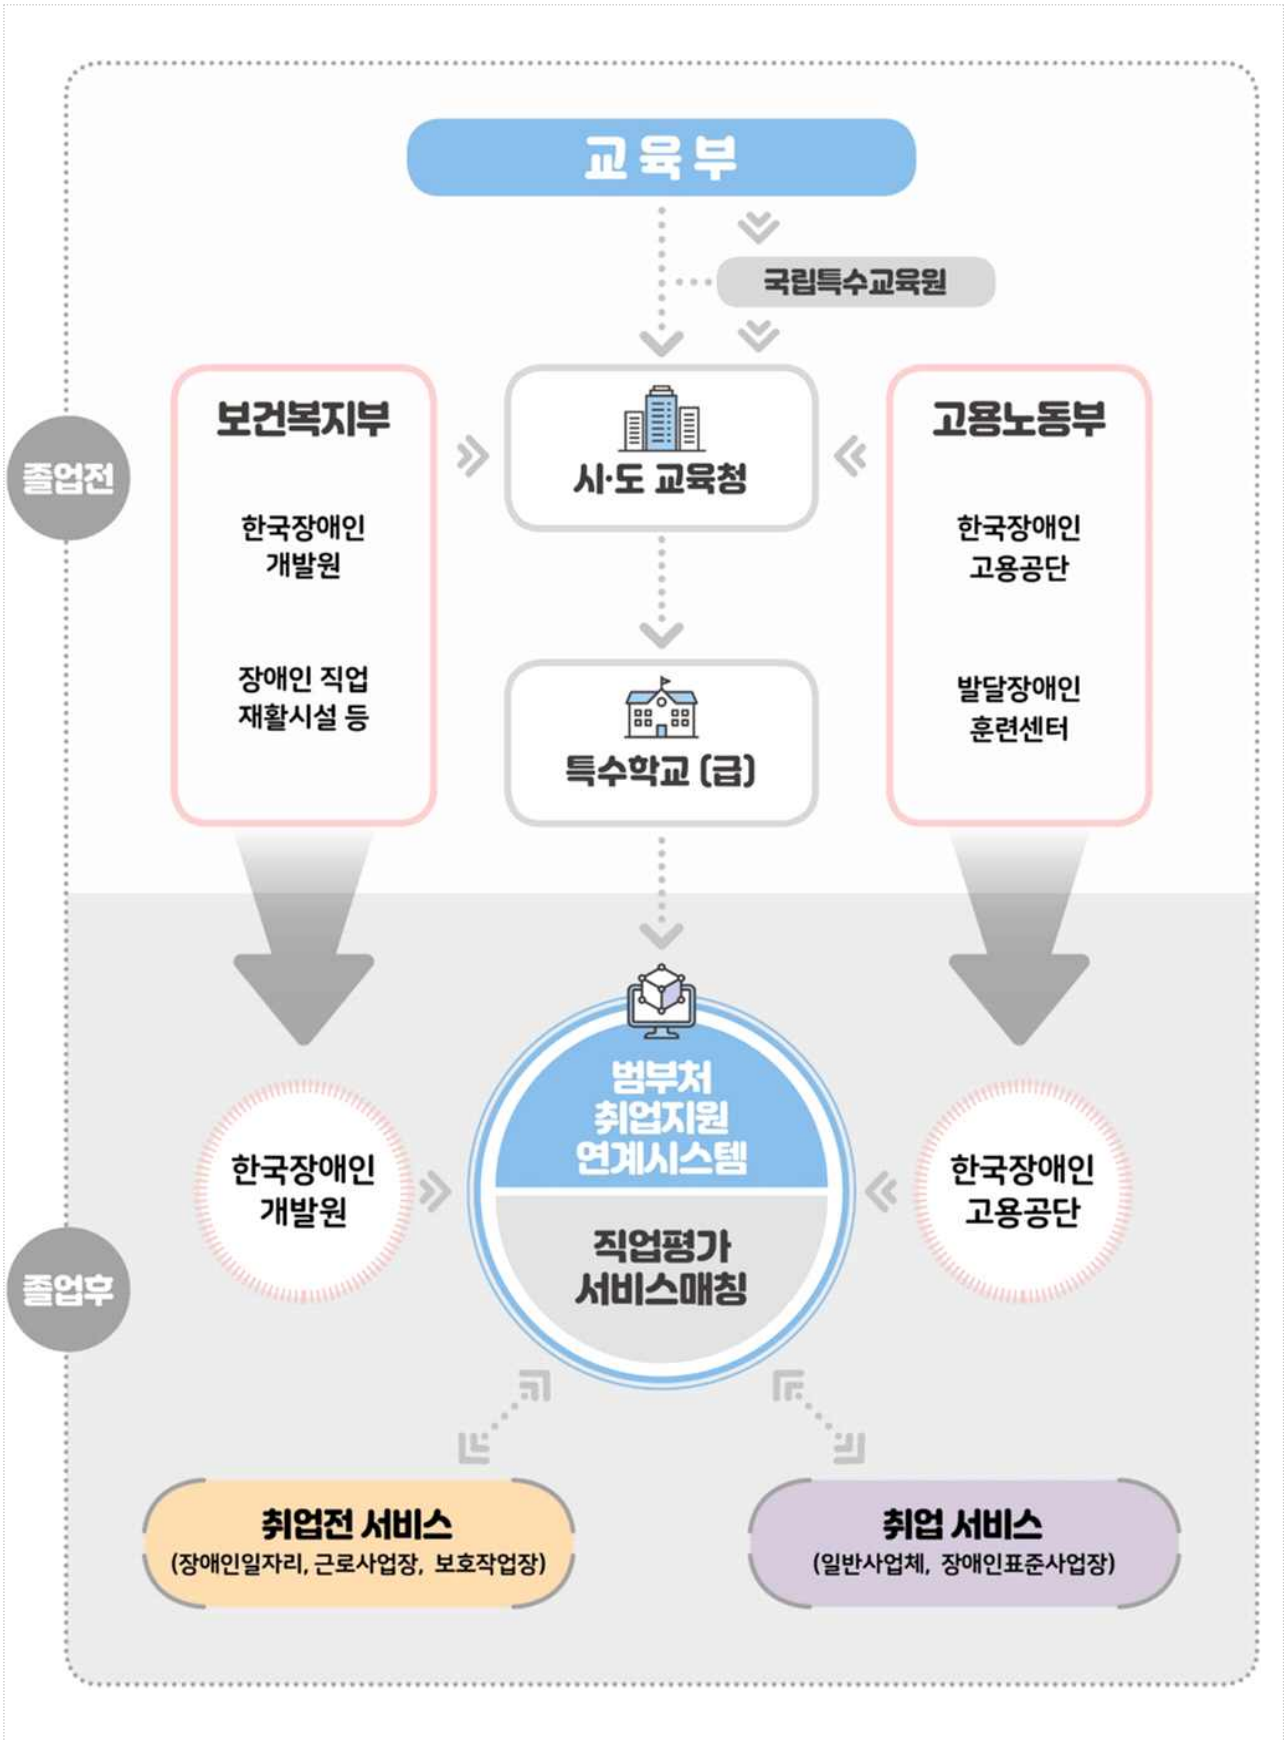 교육부
국립특수교육원
졸업전
보건복지부
한국장애인
개발원
장애인 직업
재활시설 등
시·도 교육청
특수학교 (급)
고용노동부
한국장애인
고용공단
발달장애인
훈련센터
졸업후
한국장애인
개발원
범부처
취업지원
연계시스템
직업평가
서비스매칭
한국장애인
고용공단
취업전 서비스
(장애인일자리, 근로사업장, 보호작업장)
취업 서비스
(일반사업체, 장애인표준사업장)